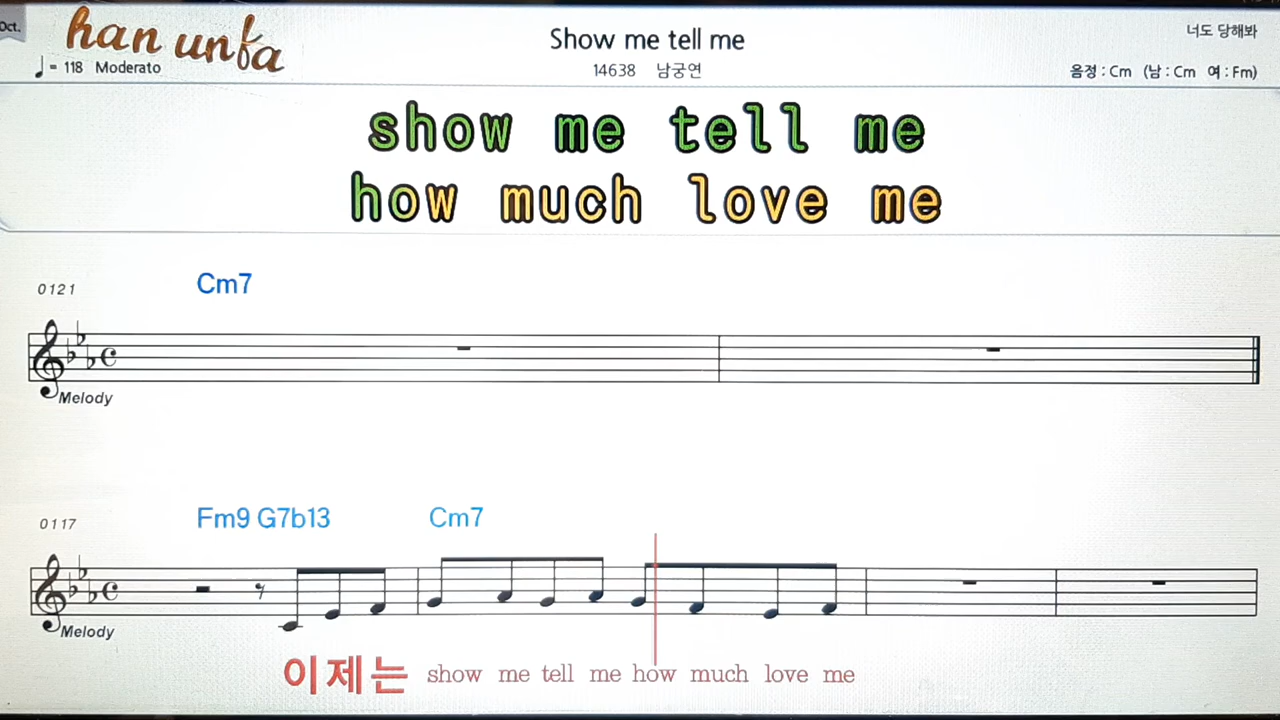 Oct.
han unfa
♩= 118 Moderato
Show me tell me
14638 남궁연
너도 당해봐
음정 : Cm (남 : Cm 여 : Fm)
show me tell me
how much love me
0121
Cm7
Melody
0117
Fm9 G7b13 Cm7
Melody
이제는 show me tell me how much love me